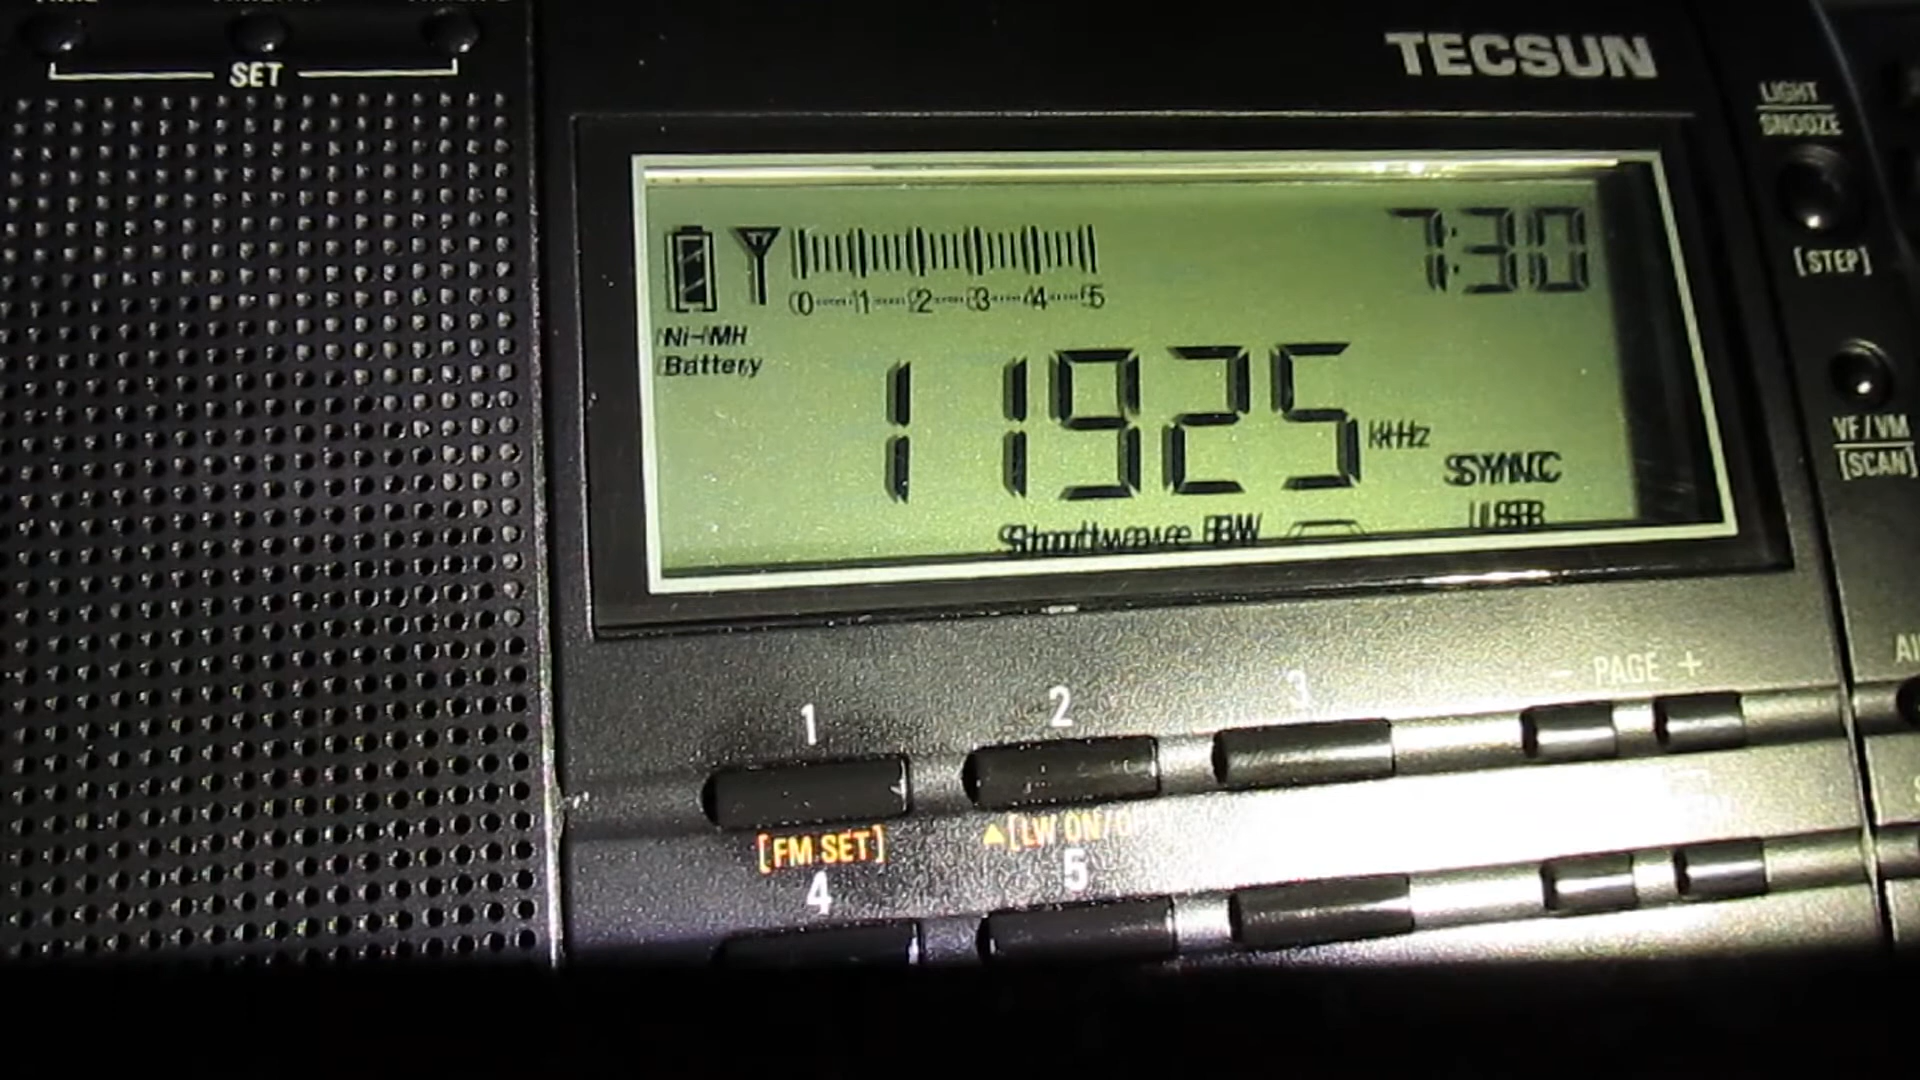 SET
TECSUN
LIGHT
SNOOZE
[STEP]
7:30
0 1 2 3 4 5
Ni-MH
Battery
11925 kHz
SYNC
USB
Shortwave BW
VF/VM
[SCAN]
- PAGE +
1 2 3
[FM SET] ▲[LW ON/
4 5